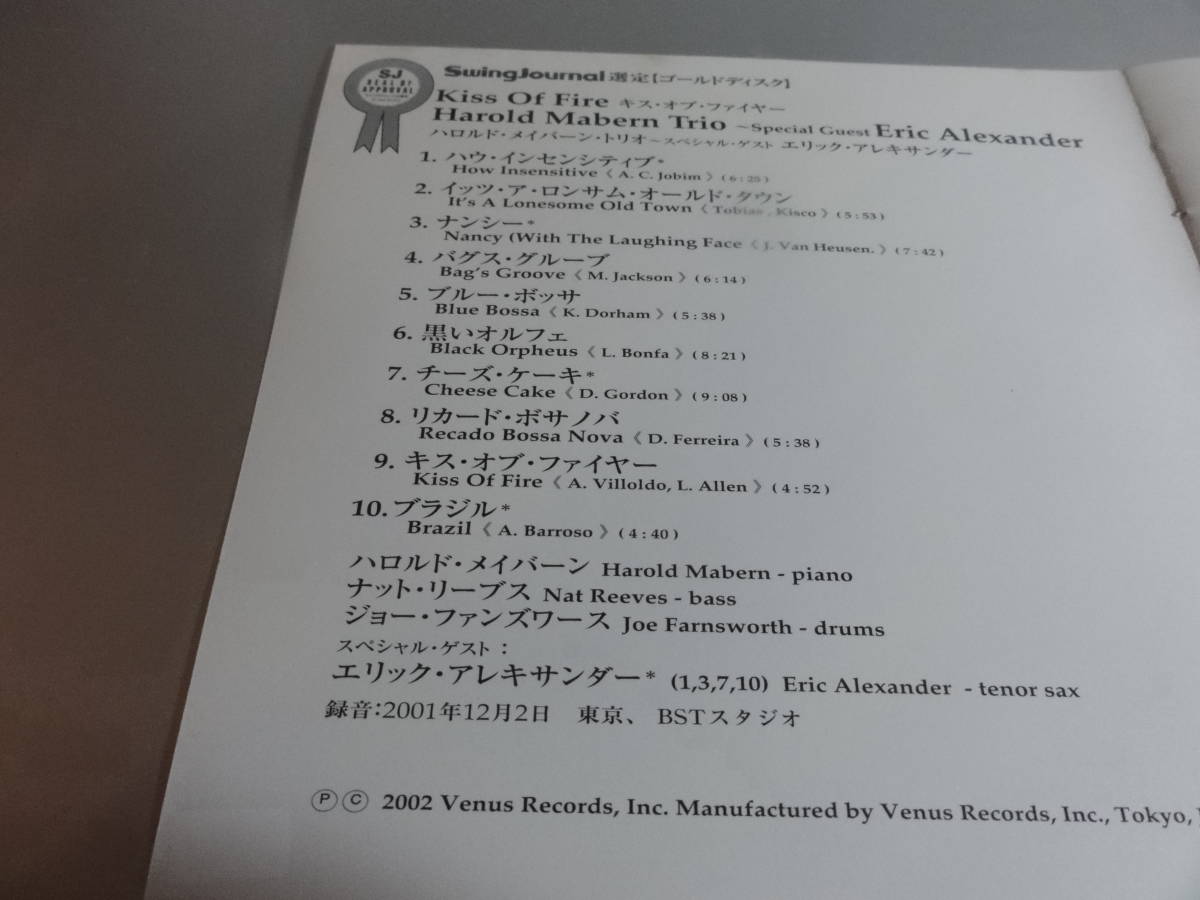 SJ
SEAL OF
APPROVAL
SwingJournal 選定【ゴールドディスク】
Kiss Of Fire キス・オブ・ファイヤー
Harold Mabern Trio ~Special Guest Eric Alexander
ハロルド・メイバーン・トリオ~スペシャル・ゲスト エリック・アレキサンダー
1. ハウ・インセンシティブ*
How Insensitive《 A. C. Jobim 》(6:25)
2. イッツ・ア・ロンサム・オールド・タウン
It's A Lonesome Old Town《 Tobias , Kisco 》(5:53)
3. ナンシー*
Nancy (With The Laughing Face《 J. Van Heusen. 》(7:42)
4. バグス・グルーブ
Bag's Groove《 M. Jackson 》(6:14)
5. ブルー・ボッサ
Blue Bossa《 K. Dorham 》(5:38)
6. 黒いオルフェ
Black Orpheus《 L. Bonfa 》(8:21)
7. チーズ・ケーキ*
Cheese Cake《 D. Gordon 》(9:08)
8. リカード・ボサノバ
Recado Bossa Nova《 D. Ferreira 》(5:38)
9. キス・オブ・ファイヤー
Kiss Of Fire《 A. Villoldo, L. Allen 》(4:52)
10. ブラジル*
Brazil《 A. Barroso 》(4:40)
ハロルド・メイバーン Harold Mabern - piano
ナット・リーブス Nat Reeves - bass
ジョー・ファンズワース Joe Farnsworth - drums
スペシャル・ゲスト：
エリック・アレキサンダー* (1,3,7,10) Eric Alexander - tenor sax
録音：2001年12月2日 東京、BSTスタジオ
Ⓟ Ⓒ 2002 Venus Records, Inc. Manufactured by Venus Records, Inc., Tokyo,